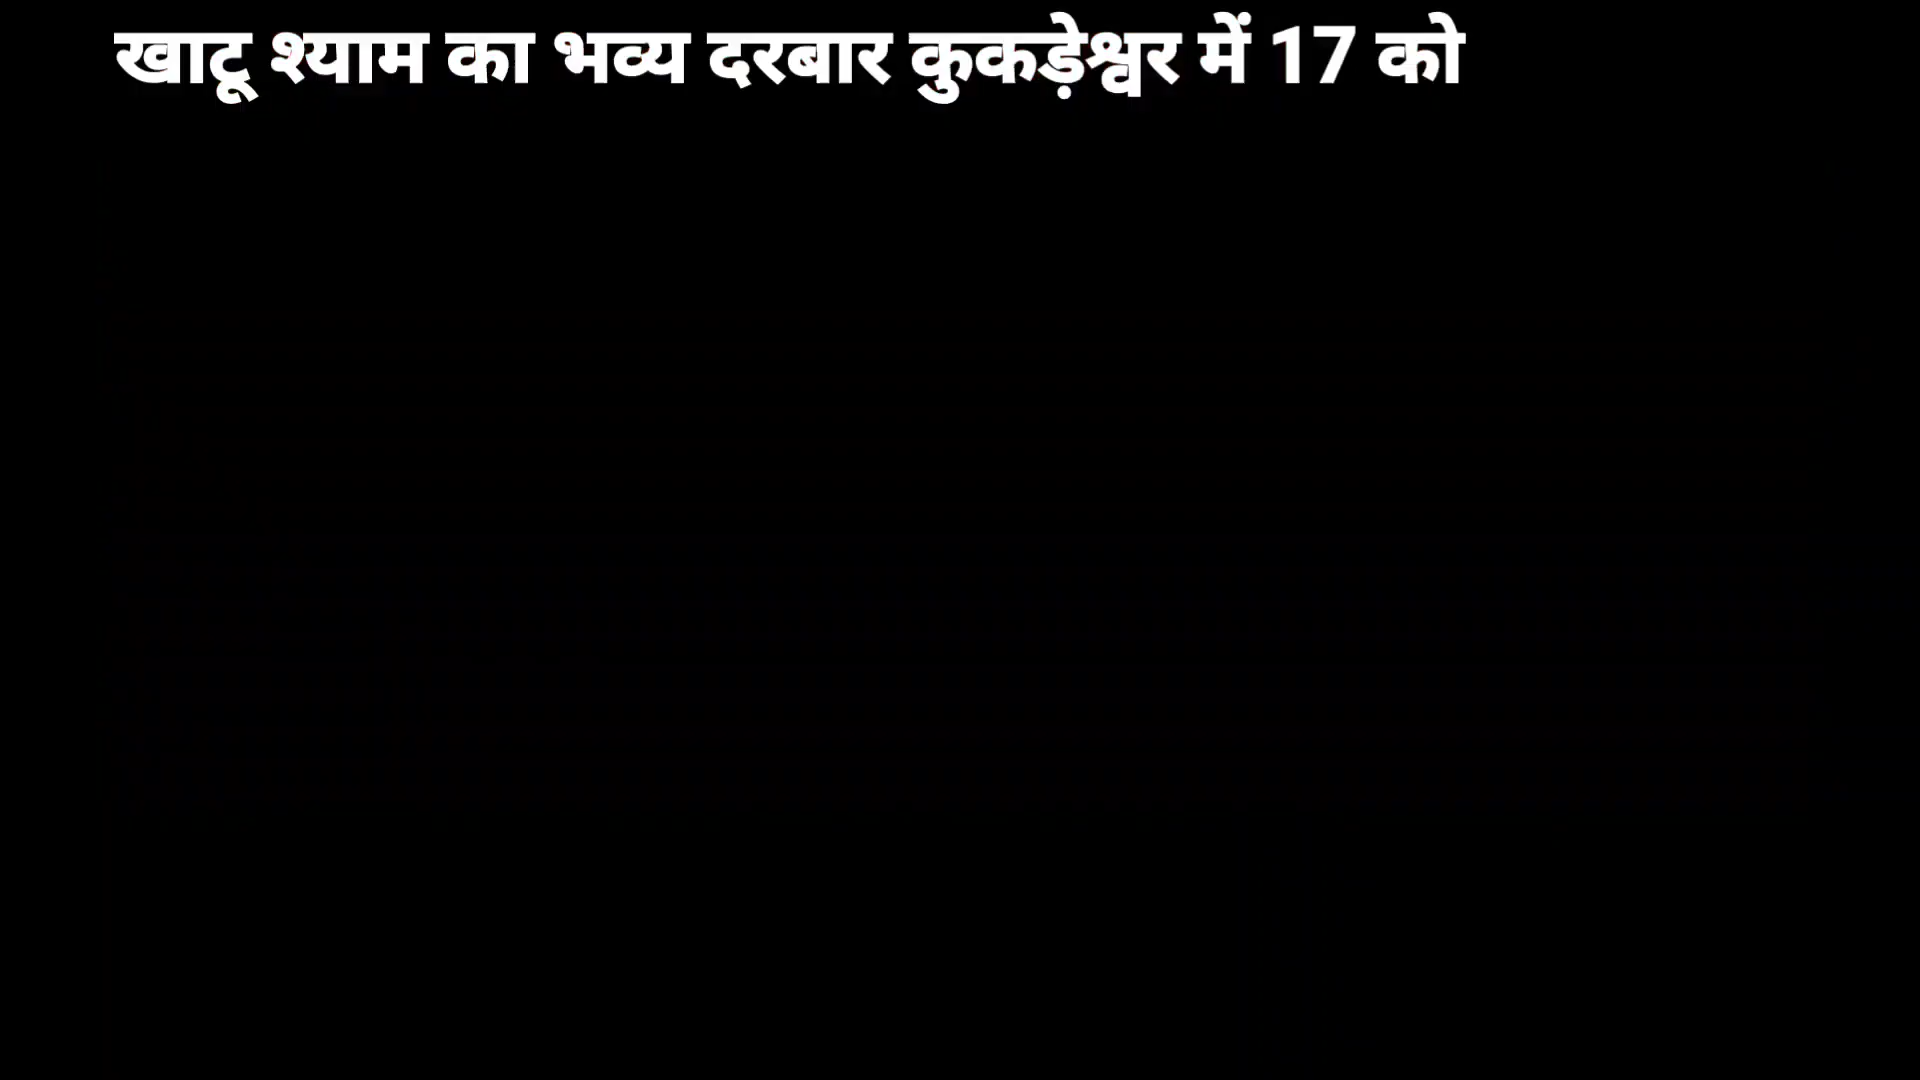 खाटू श्याम का भव्य दरबार कुकड़ेश्वर में 17 को